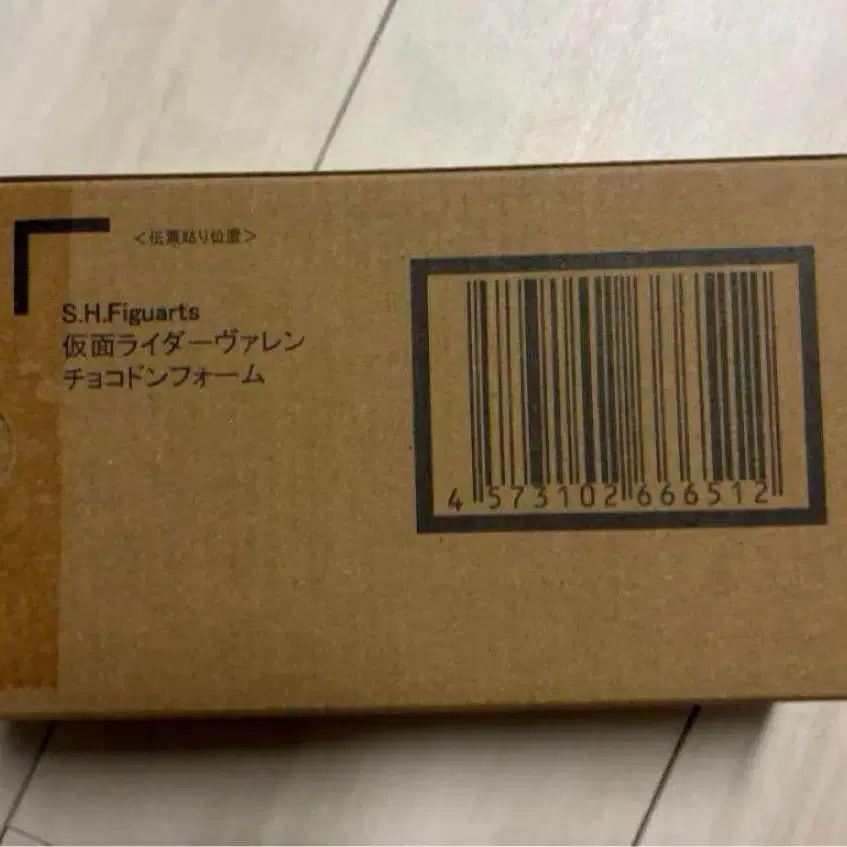 <伝票貼り位置>
S.H.Figuarts
仮面ライダーヴァレン
チョコドンフォーム
4 573102 666512